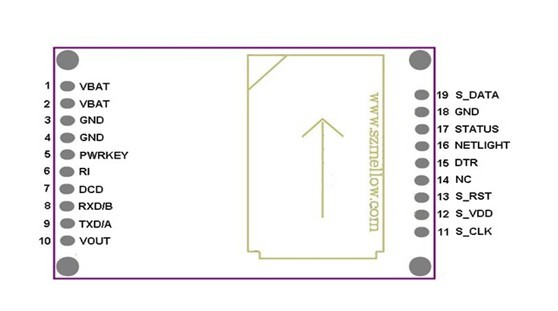 1 VBAT
2 VBAT
3 GND
4 GND
5 PWRKEY
6 RI
7 DCD
8 RXD/B
9 TXD/A
10 VOUT
www.szmellow.com
19 S_DATA
18 GND
17 STATUS
16 NETLIGHT
15 DTR
14 NC
13 S_RST
12 S_VDD
11 S_CLK